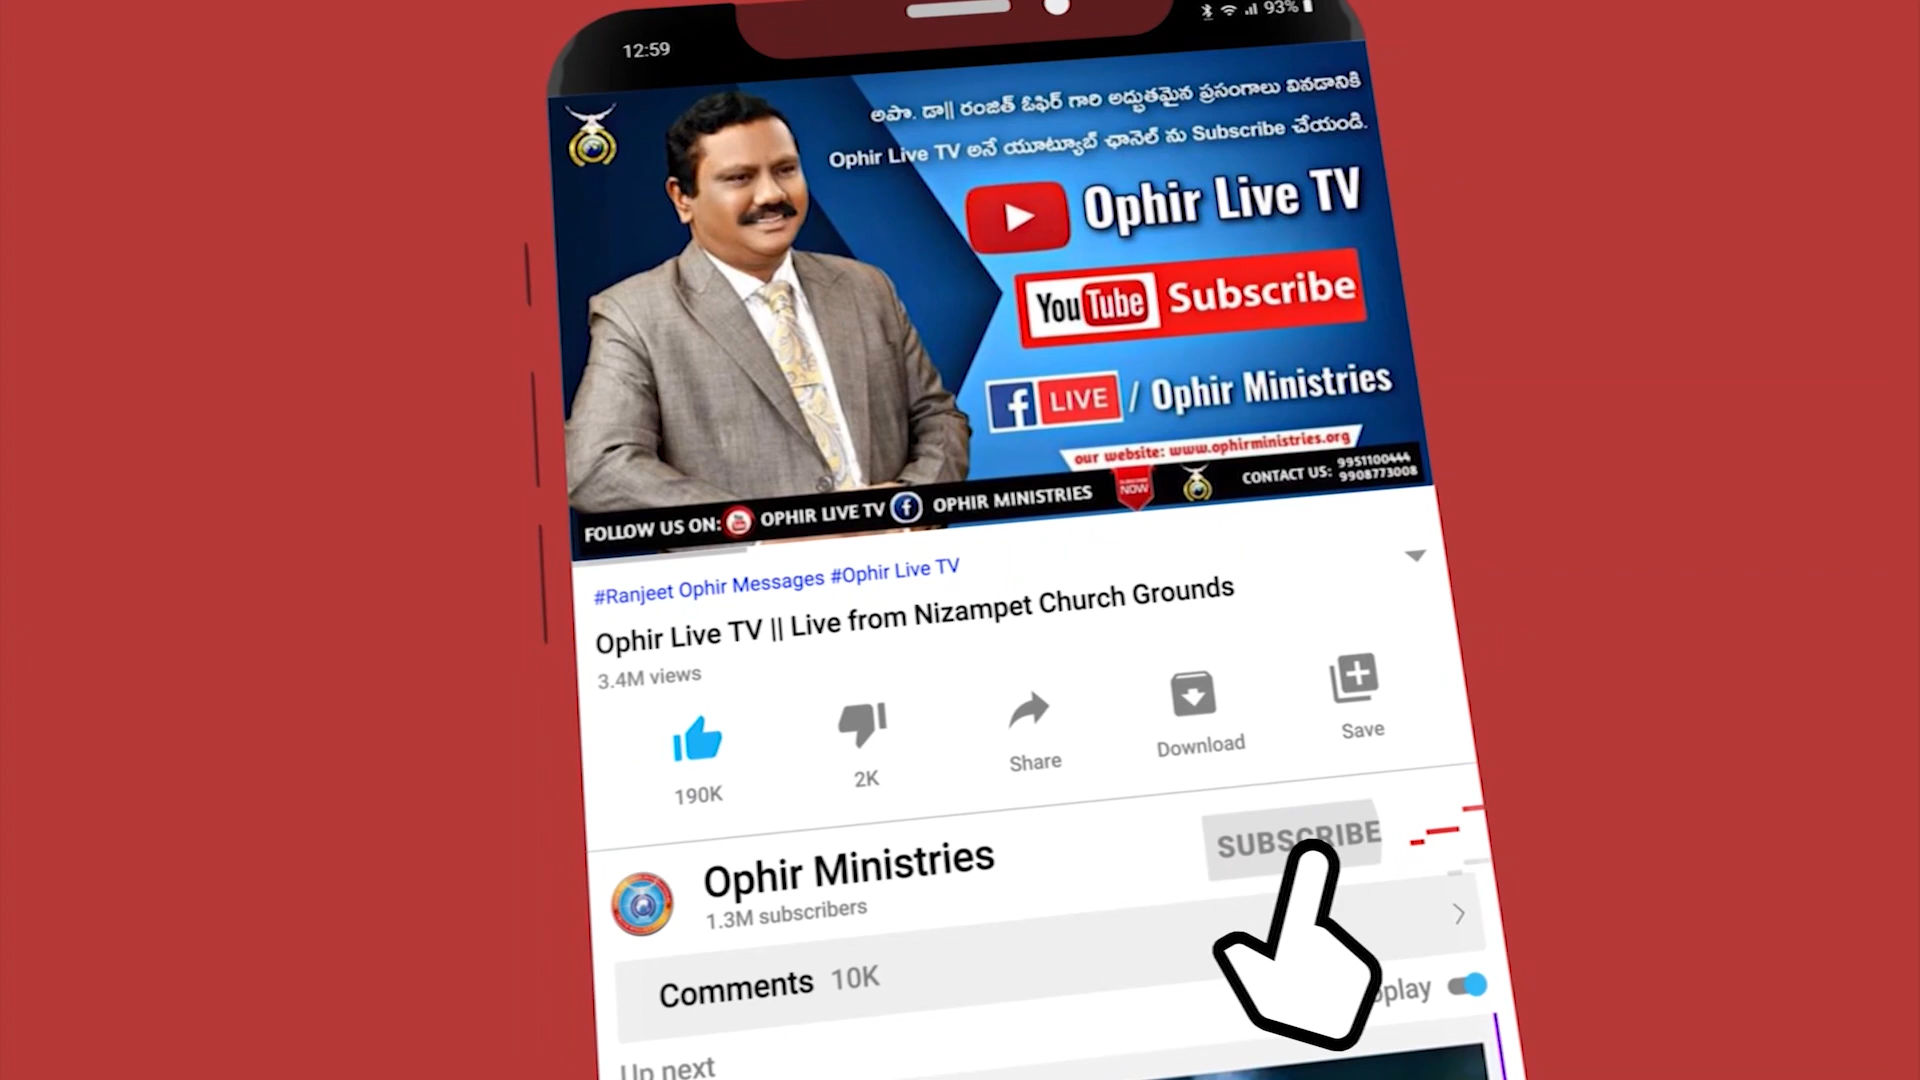 12:59
93%
అపొ. డా|| రంజిత్ ఓఫిర్ గారి అద్భుతమైన ప్రసంగాలు వినడానికి
Ophir Live TV అనే యూట్యూబ్ ఛానెల్ ను Subscribe చేయండి.
Ophir Live TV
YouTube Subscribe
f LIVE / Ophir Ministries
our website: www.ophirministries.org
FOLLOW US ON: OPHIR LIVE TV f OPHIR MINISTRIES
NOW
CONTACT US: 9951100444
9908773008
#Ranjeet Ophir Messages #Ophir Live TV
Ophir Live TV || Live from Nizampet Church Grounds
3.4M views
190K
2K
Share
Download
Save
Ophir Ministries
SUBSCRIBE
1.3M subscribers
Comments 10K
Up next